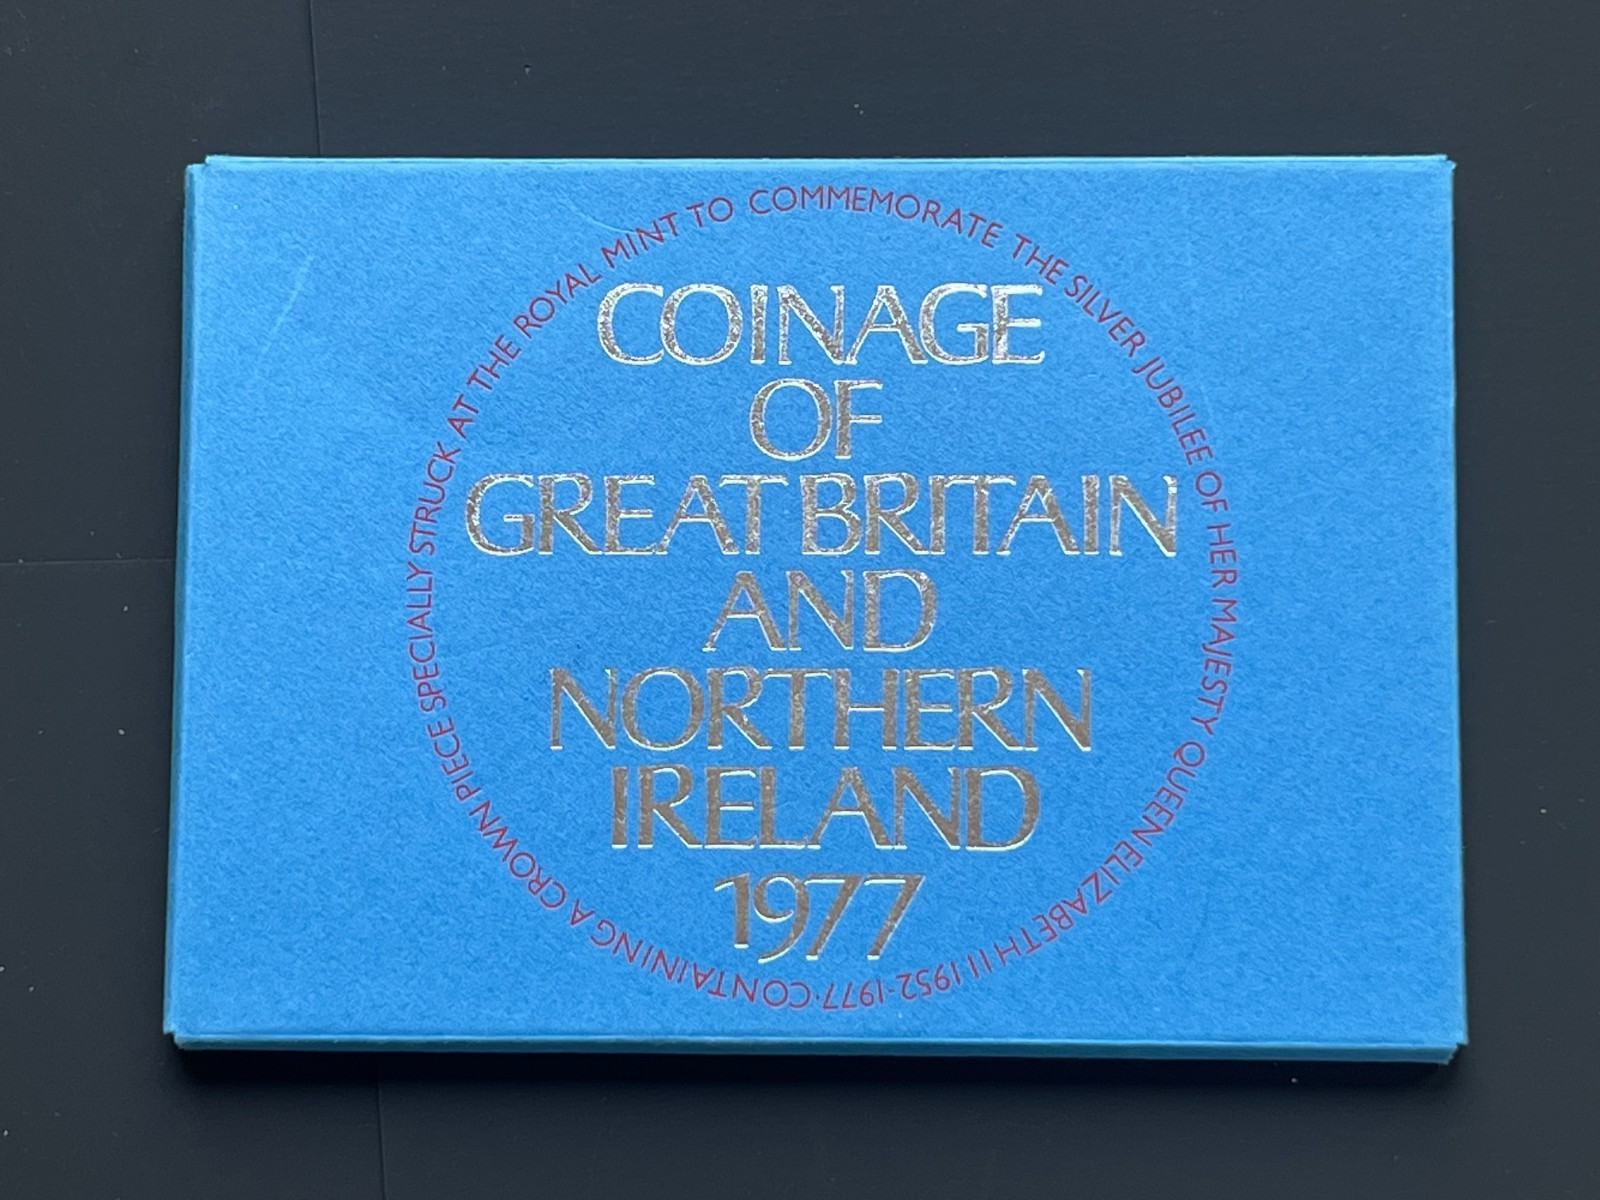 COINAGE
OF
GREAT BRITAIN
AND
NORTHERN
IRELAND
1977
CONTAINING A CROWN PIECE SPECIALLY STRUCK AT THE ROYAL MINT TO COMMEMORATE THE SILVER JUBILEE OF HER MAJESTY QUEEN ELIZABETH II 1952-1977·